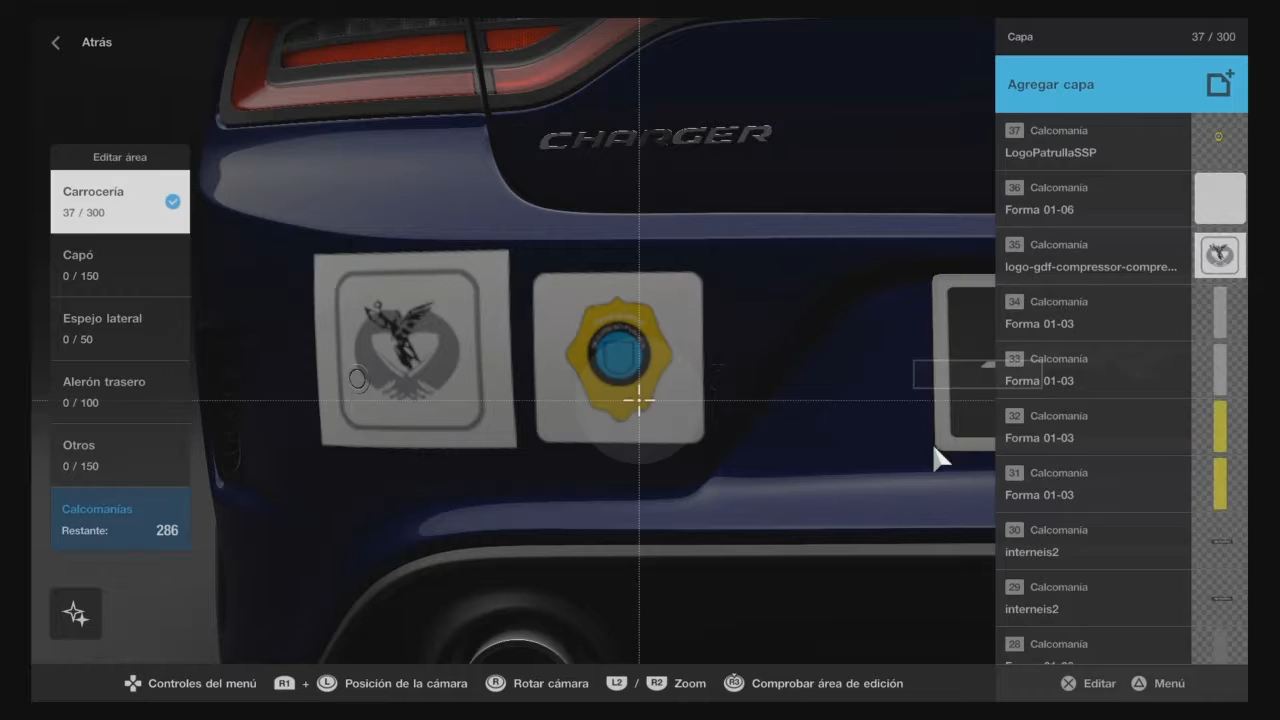 Atrás
Editar área
Carrocería
37 / 300
Capó
0 / 150
Espejo lateral
0 / 50
Alerón trasero
0 / 100
Otros
0 / 150
Calcomanías
Restante: 286
CHARGER
Capa 37 / 300
Agregar capa
37 Calcomanía
LogoPatrullaSSP
36 Calcomanía
Forma 01-06
35 Calcomanía
logo-gdf-compressor-compre...
34 Calcomanía
Forma 01-03
33 Calcomanía
Forma 01-03
32 Calcomanía
Forma 01-03
31 Calcomanía
Forma 01-03
30 Calcomanía
interneis2
29 Calcomanía
interneis2
28 Calcomanía
Controles del menú R1 + L Posición de la cámara R Rotar cámara L2 / R2 Zoom R3 Comprobar área de edición Editar Menú